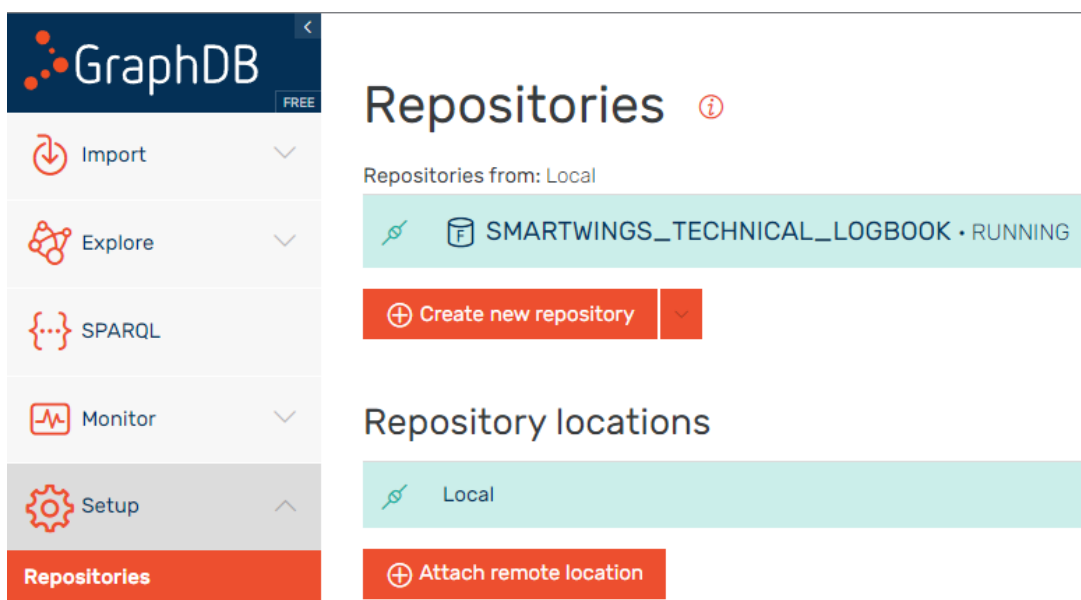 GraphDB
FREE
Import
Explore
SPARQL
Monitor
Setup
Repositories
Repositories
Repositories from: Local
SMARTWINGS_TECHNICAL_LOGBOOK • RUNNING
Create new repository
Repository locations
Local
Attach remote location